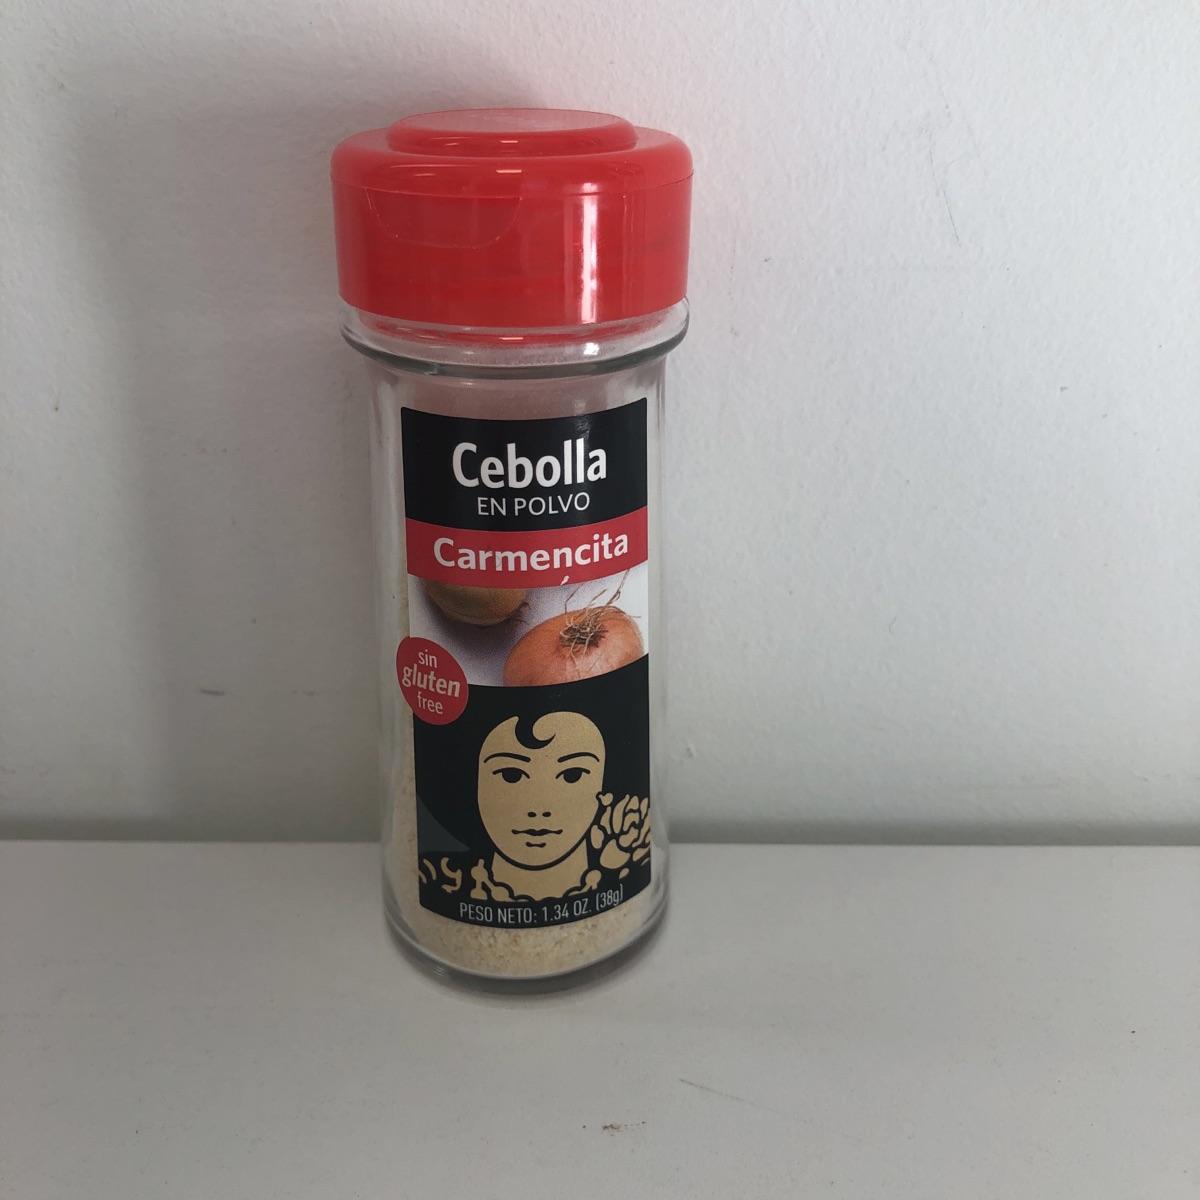 Cebolla
EN POLVO
Carmencita
sin
gluten
free
PESO NETO: 1.34 OZ. (38g)